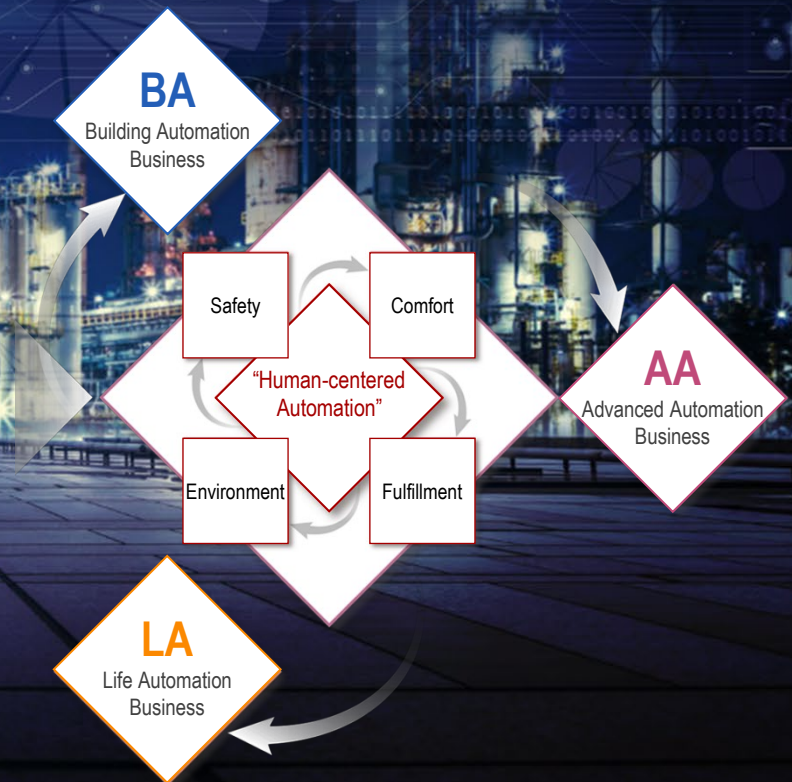 BA
Building Automation
Business
Safety
Comfort
“Human-centered
Automation”
AA
Advanced Automation
Business
Environment
Fulfillment
LA
Life Automation
Business